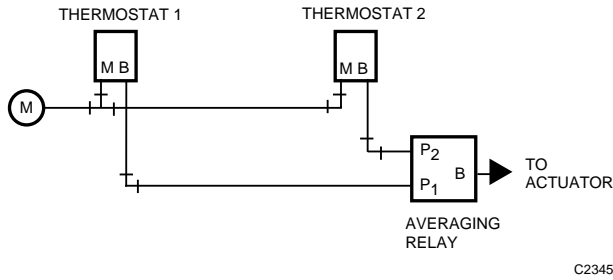 THERMOSTAT 1
THERMOSTAT 2
M B
M B
M
P2
B
P1
TO
ACTUATOR
AVERAGING
RELAY
C2345